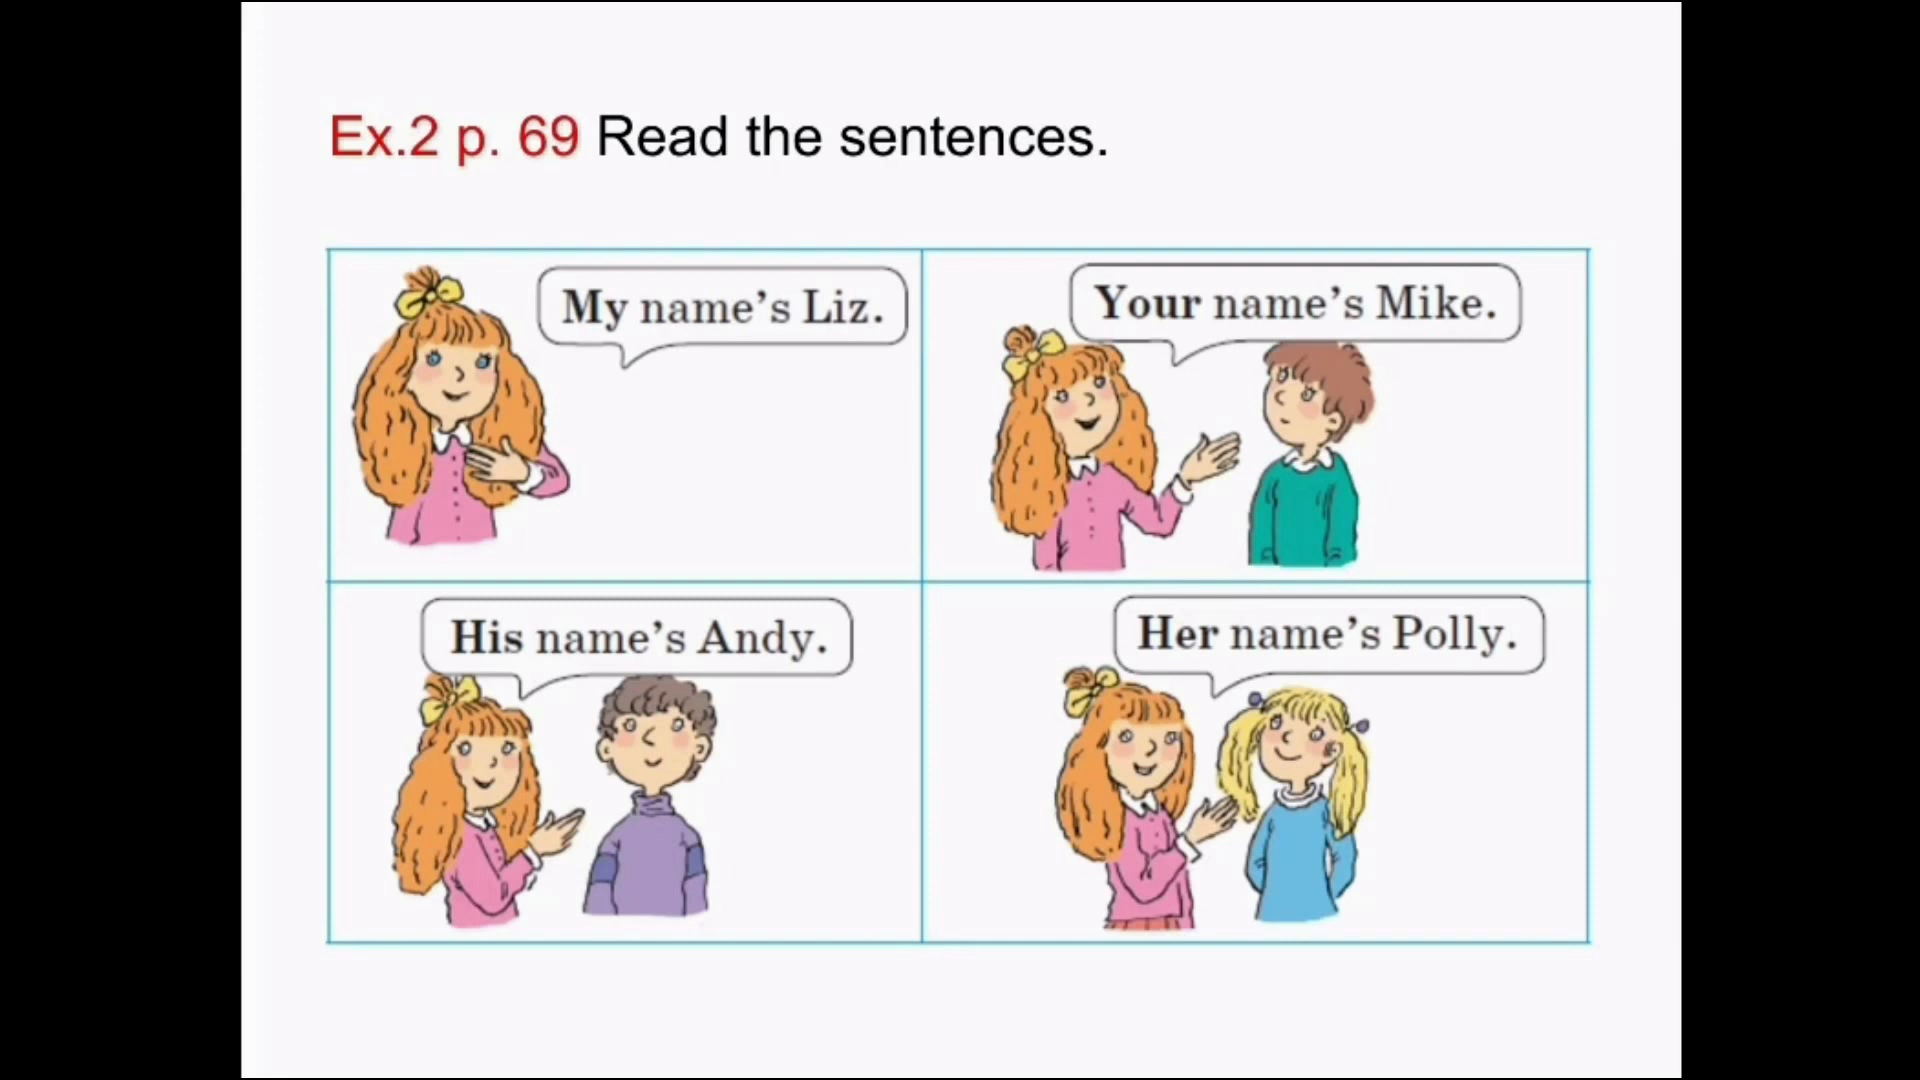 Ex.2 p. 69 Read the sentences.
My name’s Liz.
Your name’s Mike.
His name’s Andy.
Her name’s Polly.